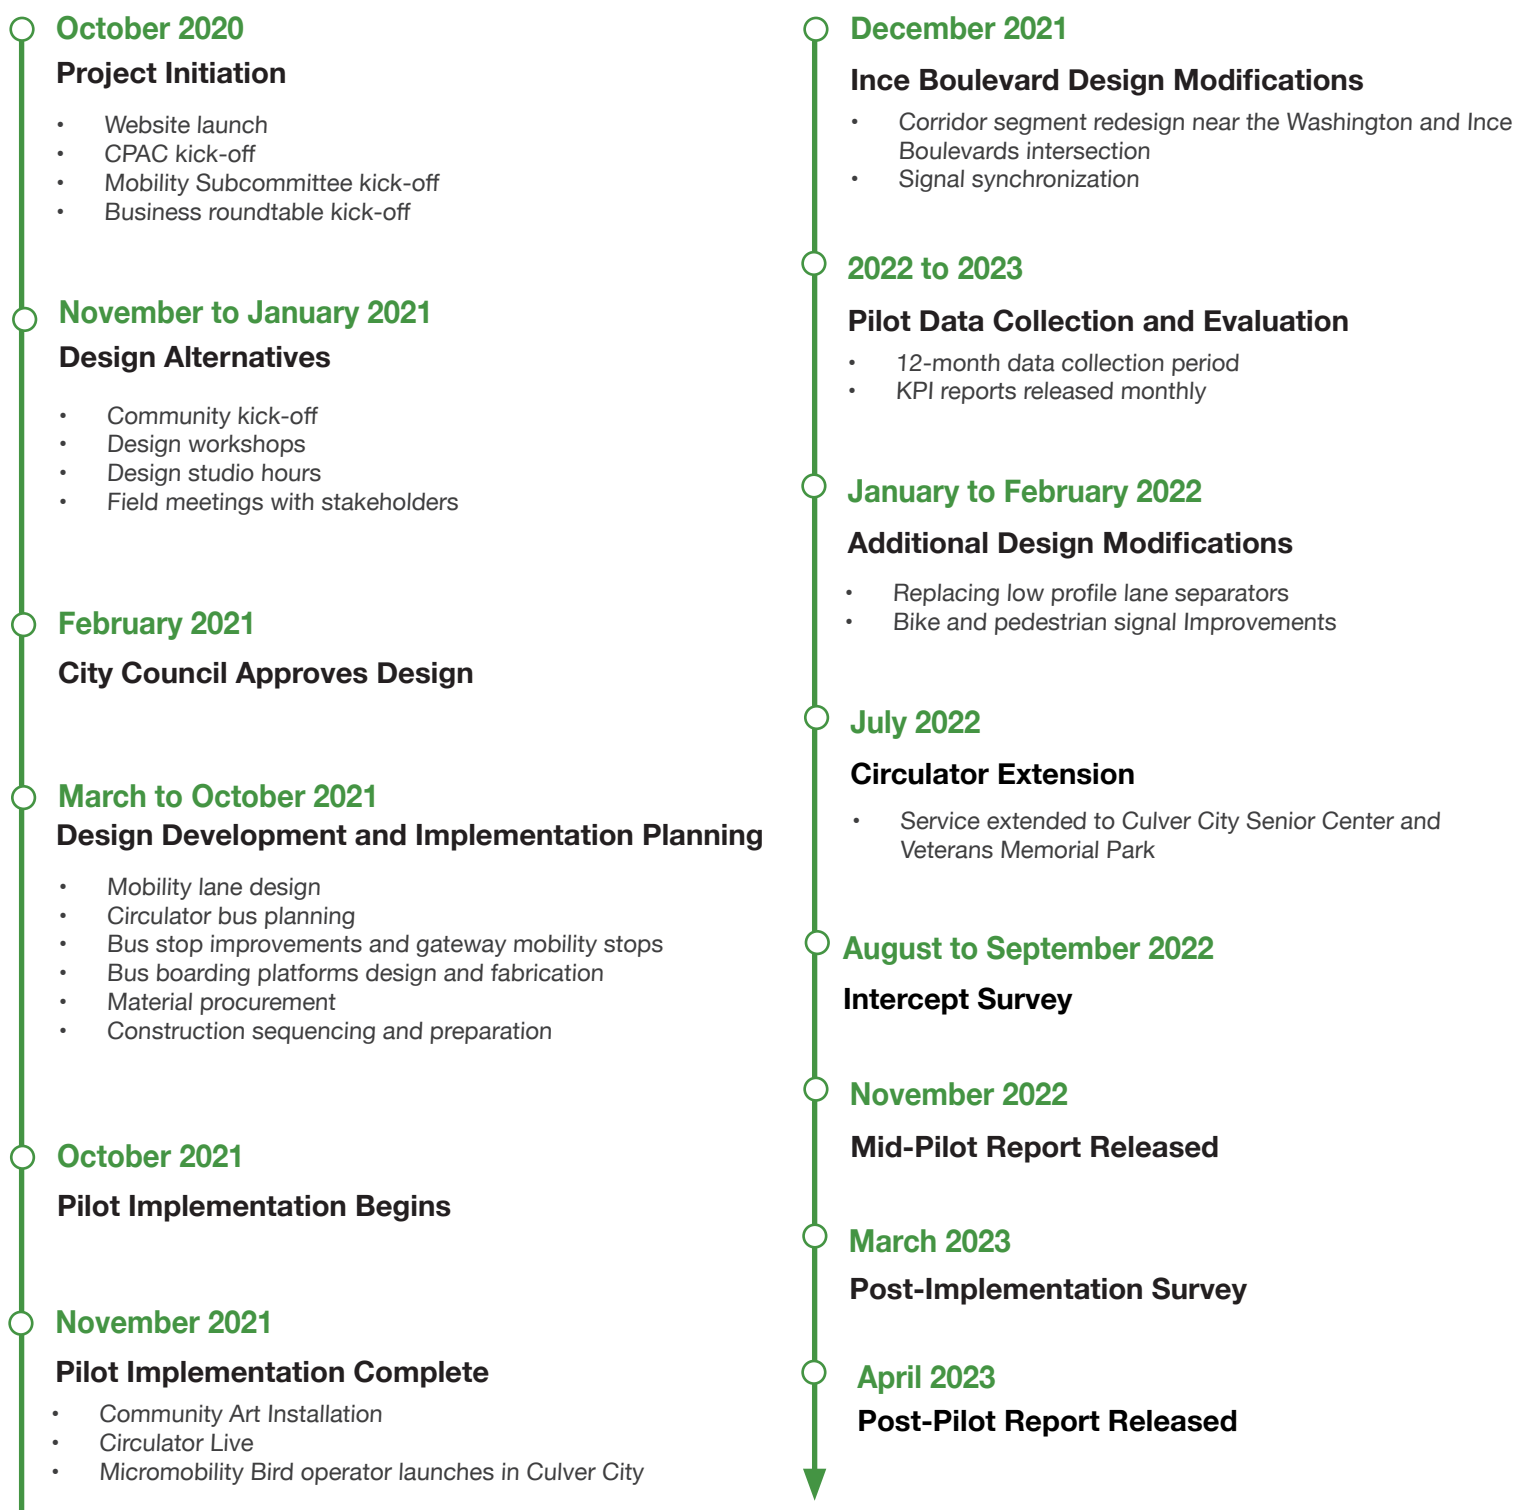 October 2020
Project Initiation
• Website launch
• CPAC kick-off
• Mobility Subcommittee kick-off
• Business roundtable kick-off
November to January 2021
Design Alternatives
• Community kick-off
• Design workshops
• Design studio hours
• Field meetings with stakeholders
February 2021
City Council Approves Design
March to October 2021
Design Development and Implementation Planning
• Mobility lane design
• Circulator bus planning
• Bus stop improvements and gateway mobility stops
• Bus boarding platforms design and fabrication
• Material procurement
• Construction sequencing and preparation
October 2021
Pilot Implementation Begins
November 2021
Pilot Implementation Complete
• Community Art Installation
• Circulator Live
• Micromobility Bird operator launches in Culver City
December 2021
Ince Boulevard Design Modifications
• Corridor segment redesign near the Washington and Ince
Boulevards intersection
• Signal synchronization
2022 to 2023
Pilot Data Collection and Evaluation
• 12-month data collection period
• KPI reports released monthly
January to February 2022
Additional Design Modifications
• Replacing low profile lane separators
• Bike and pedestrian signal Improvements
July 2022
Circulator Extension
• Service extended to Culver City Senior Center and
Veterans Memorial Park
August to September 2022
Intercept Survey
November 2022
Mid-Pilot Report Released
March 2023
Post-Implementation Survey
April 2023
Post-Pilot Report Released